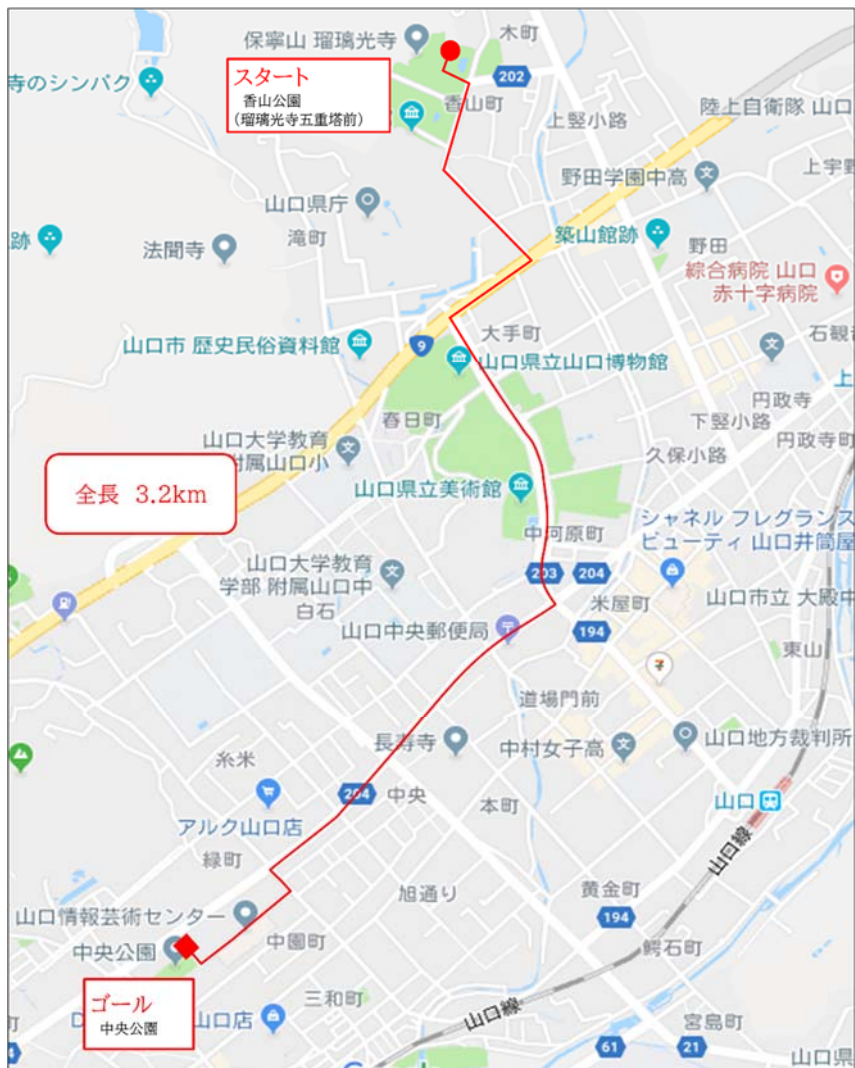 保寧山 瑠璃光寺
木町
寺のシンパク
スタート
香山公園
(瑠璃光寺五重塔前)
202
香山町
上竪小路
陸上自衛隊 山口
野田学園中高
上宇野
山口県庁
滝町
跡
法閑寺
築山館跡
野田
綜合病院 山口
赤十字病院
大手町
石観音
山口市 歴史民俗資料館
9
山口県立山口博物館
上
円政寺
春日町
下竪小路
円政寺町
山口大学教育
附属山口小
久保小路
全長 3.2km
山口県立美術館
シャネル フレグランス
ビューティ 山口井筒屋
中河原町
山口大学教育
学部 附属山口中
203
204
白石
米屋町
山口市立 大殿中
山口中央郵便局
194
東山
道場門前
長寿寺
中村女子高
山口地方裁判所
糸米
204
中央
本町
山口
アルク山口店
山口線
緑町
旭通り
黄金町
山口情報芸術センター
194
中央公園
中園町
鰐石町
ゴール
中央公園
三和町
D
山口店
山口線
宮島町
町
4
61
21
山口県